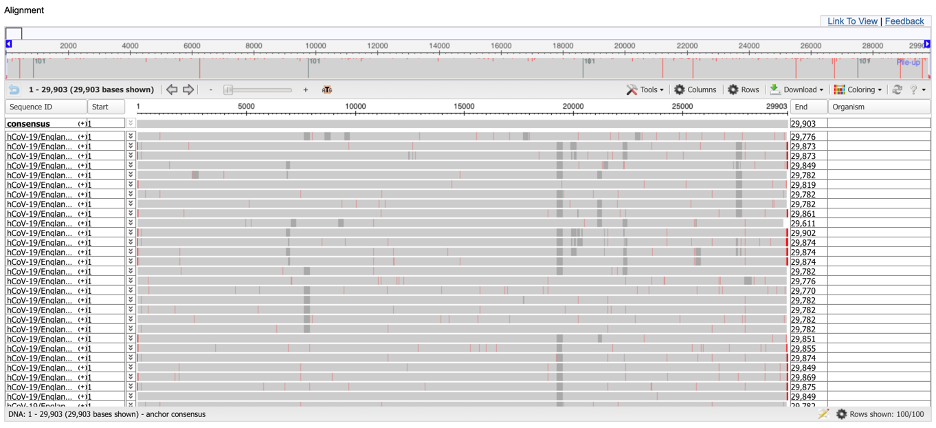 Alignment
Link To View | Feedback
2000 4000 6000 8000 10000 12000 14000 16000 18000 20000 22000 24000 26000 28000
101 101 101 101
1 - 29,903 (29,903 bases shown) - + Tools Columns Rows Download Coloring ?
Sequence ID Start 1 5000 10000 15000 20000 25000 29903 End Organism
consensus (+)1 29,903
hCoV-19/Englan... (+)1 29,776
hCoV-19/Englan... (+)1 29,873
hCoV-19/Englan... (+)1 29,873
hCoV-19/Englan... (+)1 29,849
hCoV-19/Englan... (+)1 29,782
hCoV-19/Englan... (+)1 29,819
hCoV-19/Englan... (+)1 29,782
hCoV-19/Englan... (+)1 29,782
hCoV-19/Englan... (+)1 29,861
hCoV-19/Englan... (+)1 29,611
hCoV-19/Englan... (+)1 29,902
hCoV-19/Englan... (+)1 29,874
hCoV-19/Englan... (+)1 29,874
hCoV-19/Englan... (+)1 29,874
hCoV-19/Englan... (+)1 29,782
hCoV-19/Englan... (+)1 29,776
hCoV-19/Englan... (+)1 29,770
hCoV-19/Englan... (+)1 29,782
hCoV-19/Englan... (+)1 29,782
hCoV-19/Englan... (+)1 29,782
hCoV-19/Englan... (+)1 29,782
hCoV-19/Englan... (+)1 29,851
hCoV-19/Englan... (+)1 29,855
hCoV-19/Englan... (+)1 29,874
hCoV-19/Englan... (+)1 29,849
hCoV-19/Englan... (+)1 29,869
hCoV-19/Englan... (+)1 29,875
hCoV-19/Englan... (+)1 29,849
hCoV-19/Englan... (+)1 29,782
DNA: 1 - 29,903 (29,903 bases shown) - anchor consensus Rows shown: 100/100